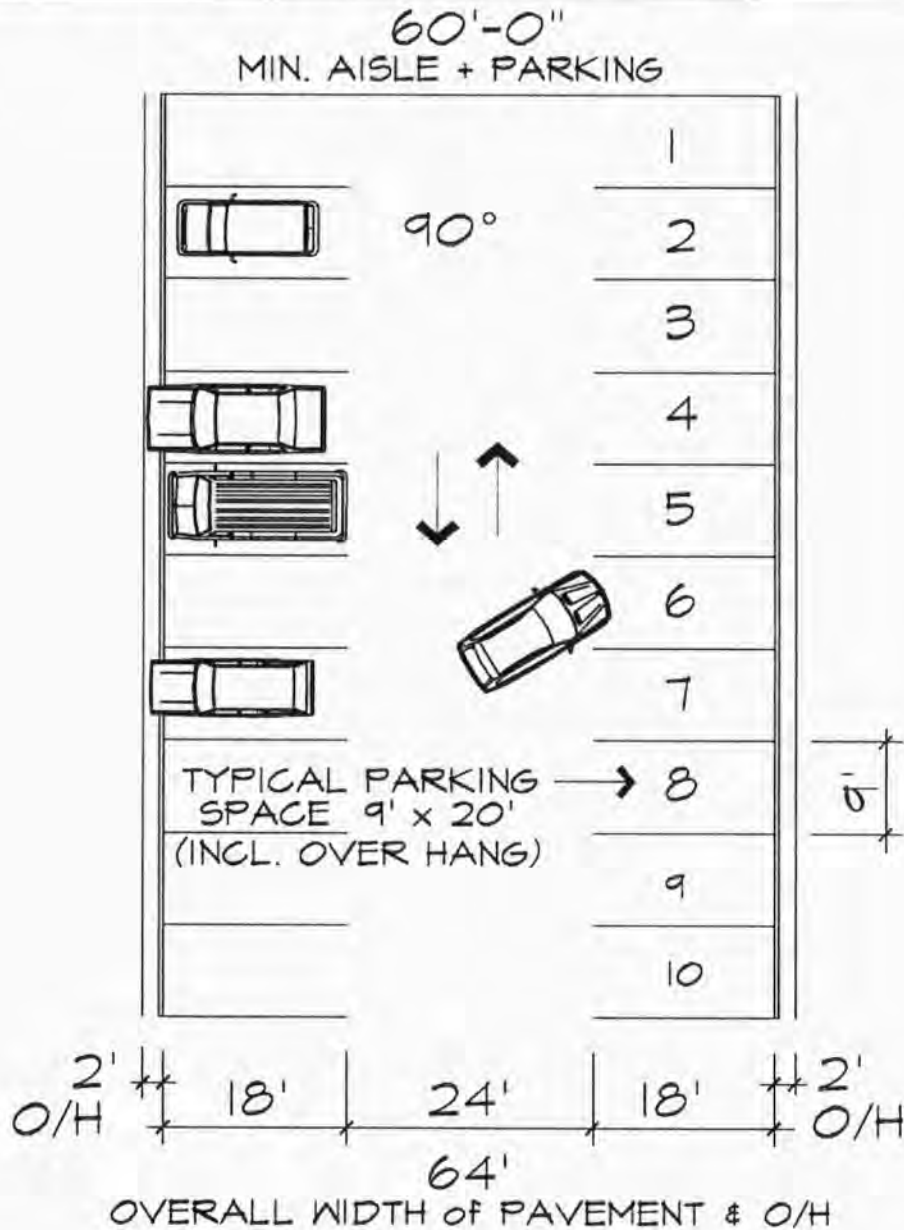 60'-0"
MIN. AISLE + PARKING
1
90°
2
3
4
5
6
7
TYPICAL PARKING
SPACE 9' x 20'
(INCL. OVER HANG)
8
9'
9
10
2'
O/H
18'
24'
18'
2'
O/H
64'
OVERALL WIDTH of PAVEMENT & O/H